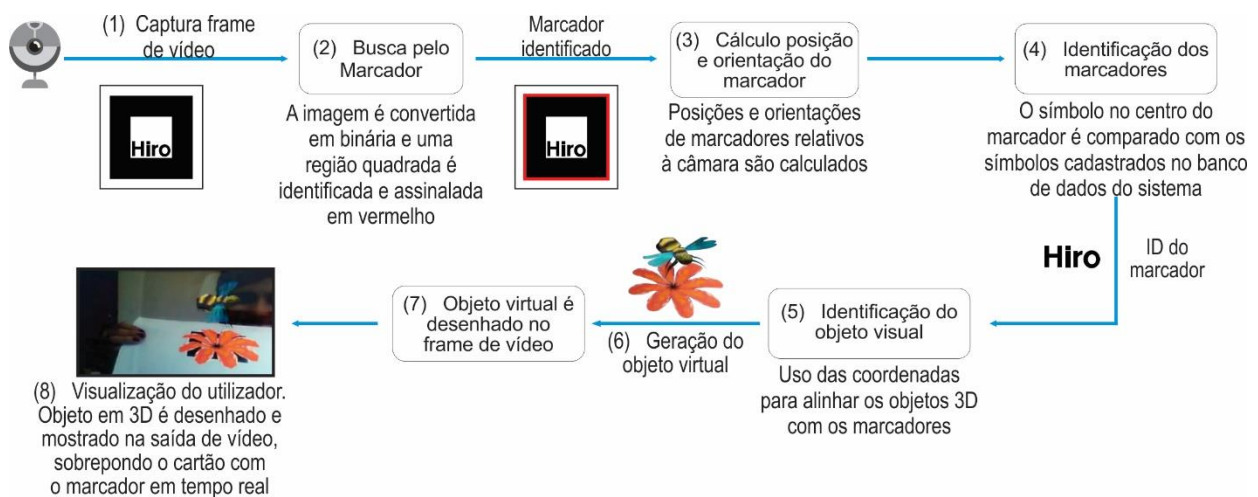 (1) Captura frame
de vídeo
Hiro
(2) Busca pelo
Marcador
A imagem é convertida
em binária e uma
região quadrada é
identificada e assinalada
em vermelho
Marcador
identificado
Hiro
(3) Cálculo posição
e orientação do
marcador
Posições e orientações
de marcadores relativos
à câmara são calculados
(4) Identificação dos
marcadores
O símbolo no centro do
marcador é comparado com os
símbolos cadastrados no banco
de dados do sistema
Hiro
ID do
marcador
(5) Identificação do
objeto visual
Uso das coordenadas
para alinhar os objetos 3D
com os marcadores
(6) Geração do
objeto virtual
(7) Objeto virtual é
desenhado no
frame de vídeo
(8) Visualização do utilizador.
Objeto em 3D é desenhado e
mostrado na saída de vídeo,
sobrepondo o cartão com
o marcador em tempo real